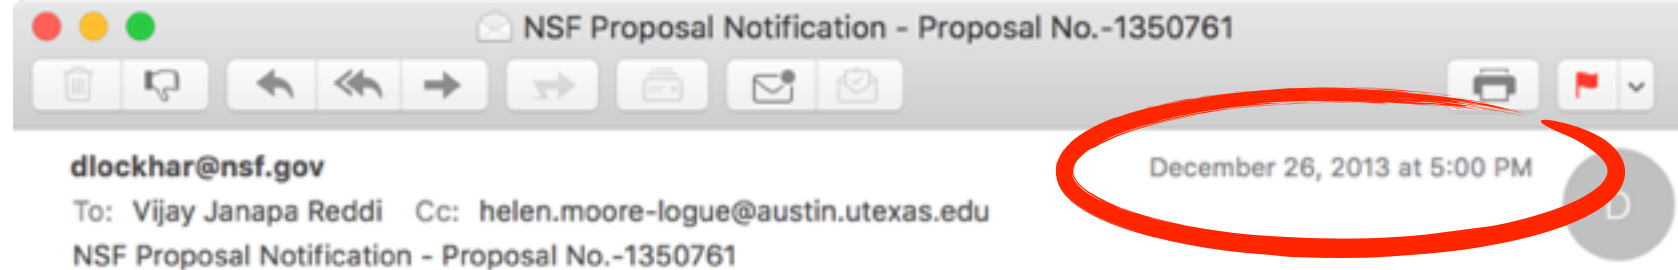 NSF Proposal Notification - Proposal No.-1350761
dlockhar@nsf.gov
December 26, 2013 at 5:00 PM
D
To: Vijay Janapa Reddi Cc: helen.moore-logue@austin.utexas.edu
NSF Proposal Notification - Proposal No.-1350761